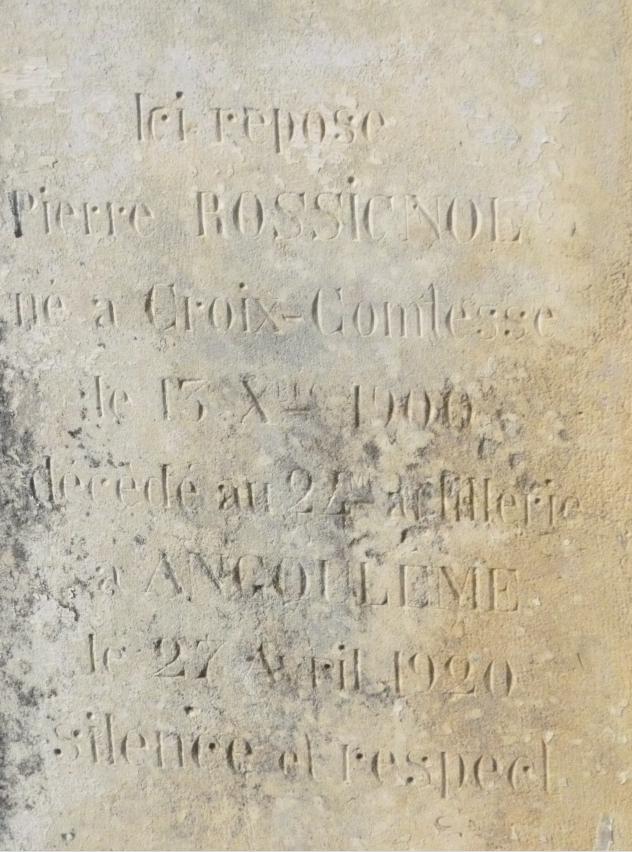 Ici repose
Pierre ROSSIGNOL
né a Croix-Comtesse
le 13 Xbre 1900
décédé au 24e artillerie
a ANGOULEME
le 27 Avril 1920
silence et respect